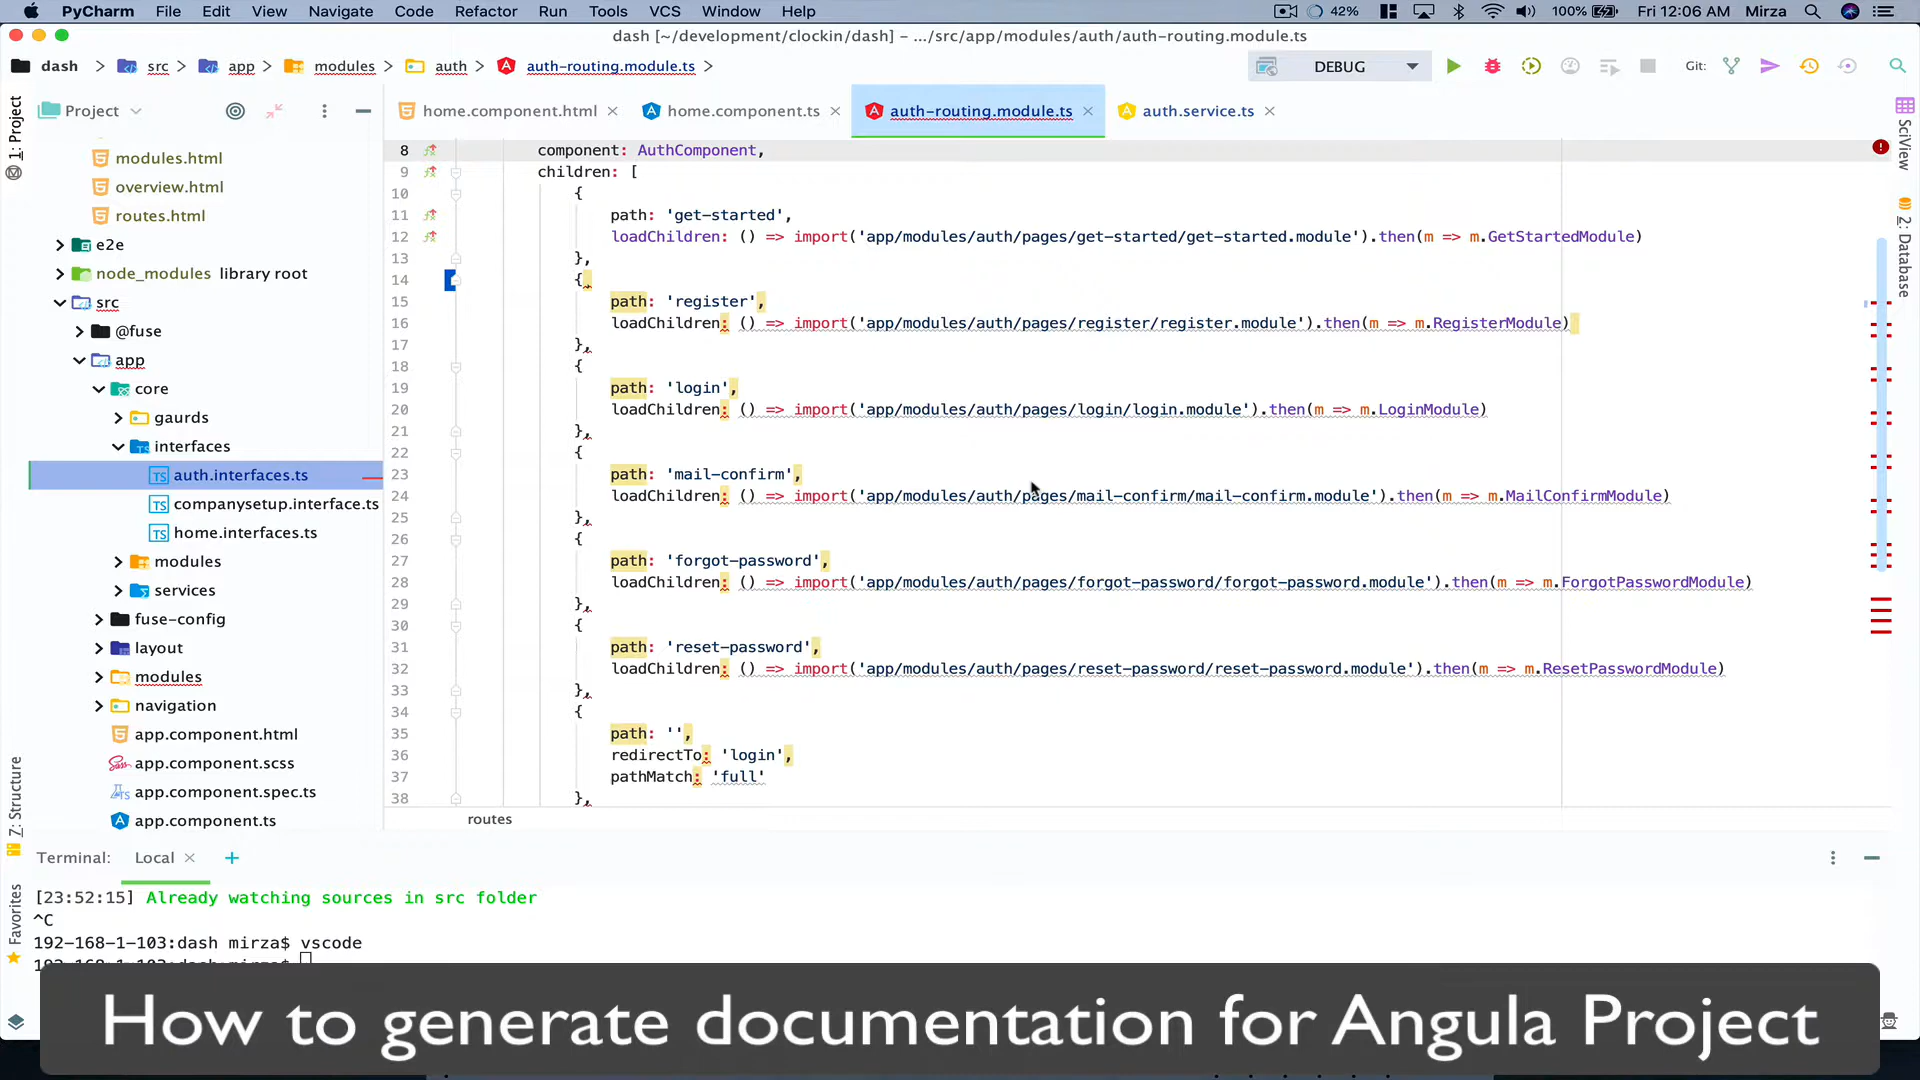 PyCharm File Edit View Navigate Code Refactor Run Tools VCS Window Help 42% 100% Fri 12:06 AM Mirza
dash [~/development/clockin/dash] – .../src/app/modules/auth/auth-routing.module.ts
dash src app modules auth auth-routing.module.ts DEBUG Git:
Project
home.component.html
home.component.ts
auth-routing.module.ts
auth.service.ts
1: Project
7: Structure
Favorites
SciView
2: Database
modules.html
overview.html
routes.html
e2e
node_modules library root
src
@fuse
app
core
gaurds
interfaces
auth.interfaces.ts
companysetup.interface.ts
home.interfaces.ts
modules
services
fuse-config
layout
modules
navigation
app.component.html
app.component.scss
app.component.spec.ts
app.component.ts
8 component: AuthComponent,
9 children: [
10 {
11 path: 'get-started',
12 loadChildren: () => import('app/modules/auth/pages/get-started/get-started.module').then(m => m.GetStartedModule)
13 },
14 {
15 path: 'register',
16 loadChildren: () => import('app/modules/auth/pages/register/register.module').then(m => m.RegisterModule)
17 },
18 {
19 path: 'login',
20 loadChildren: () => import('app/modules/auth/pages/login/login.module').then(m => m.LoginModule)
21 },
22 {
23 path: 'mail-confirm',
24 loadChildren: () => import('app/modules/auth/pages/mail-confirm/mail-confirm.module').then(m => m.MailConfirmModule)
25 },
26 {
27 path: 'forgot-password',
28 loadChildren: () => import('app/modules/auth/pages/forgot-password/forgot-password.module').then(m => m.ForgotPasswordModule)
29 },
30 {
31 path: 'reset-password',
32 loadChildren: () => import('app/modules/auth/pages/reset-password/reset-password.module').then(m => m.ResetPasswordModule)
33 },
34 {
35 path: '',
36 redirectTo: 'login',
37 pathMatch: 'full'
38 },
routes
Terminal: Local
[23:52:15] Already watching sources in src folder
^C
192-168-1-103:dash mirza$ vscode
192-168-1-103:dash mirza$
How to generate documentation for Angula Project